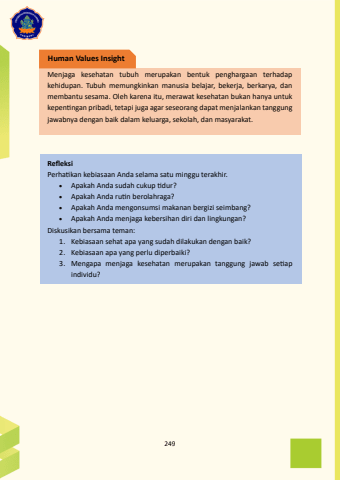 Human Values Insight
Menjaga kesehatan tubuh merupakan bentuk penghargaan terhadap
kehidupan. Tubuh memungkinkan manusia belajar, bekerja, berkarya, dan
membantu sesama. Oleh karena itu, merawat kesehatan bukan hanya untuk
kepentingan pribadi, tetapi juga agar seseorang dapat menjalankan tanggung
jawabnya dengan baik dalam keluarga, sekolah, dan masyarakat.
Refleksi
Perhatikan kebiasaan Anda selama satu minggu terakhir.
• Apakah Anda sudah cukup tidur?
• Apakah Anda rutin berolahraga?
• Apakah Anda mengonsumsi makanan bergizi seimbang?
• Apakah Anda menjaga kebersihan diri dan lingkungan?
Diskusikan bersama teman:
1. Kebiasaan sehat apa yang sudah dilakukan dengan baik?
2. Kebiasaan apa yang perlu diperbaiki?
3. Mengapa menjaga kesehatan merupakan tanggung jawab setiap
individu?
249